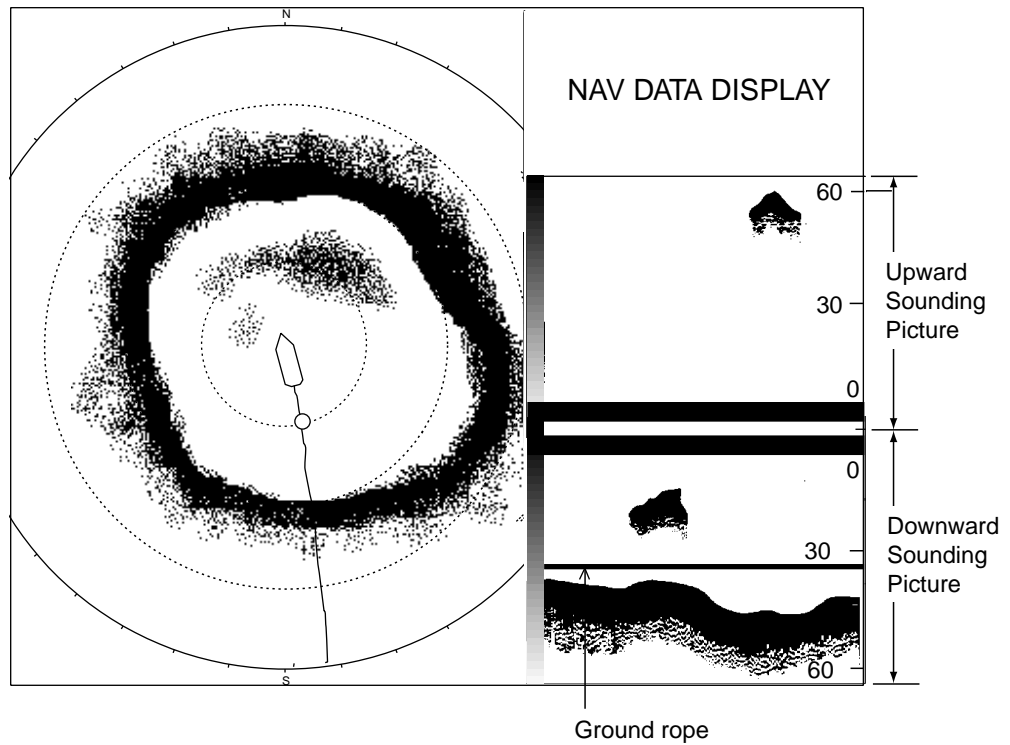 N
NAV DATA DISPLAY
60
30
0
Upward
Sounding
Picture
0
30
60
Downward
Sounding
Picture
S
Ground rope